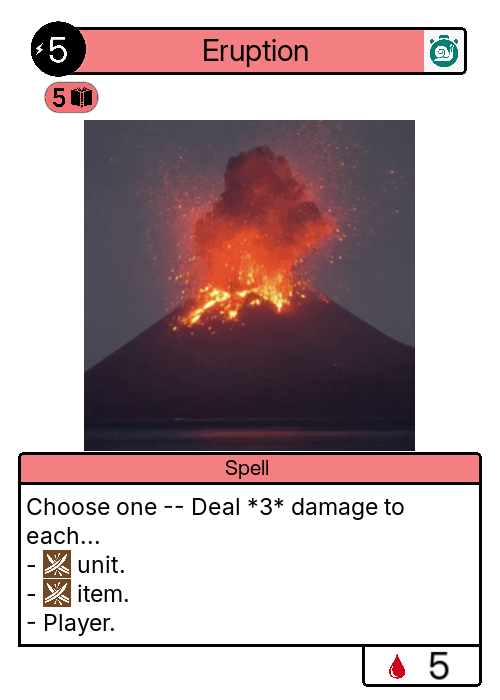 5
Eruption
5
Spell
Choose one -- Deal *3* damage to
each...
- unit.
- item.
- Player.
5